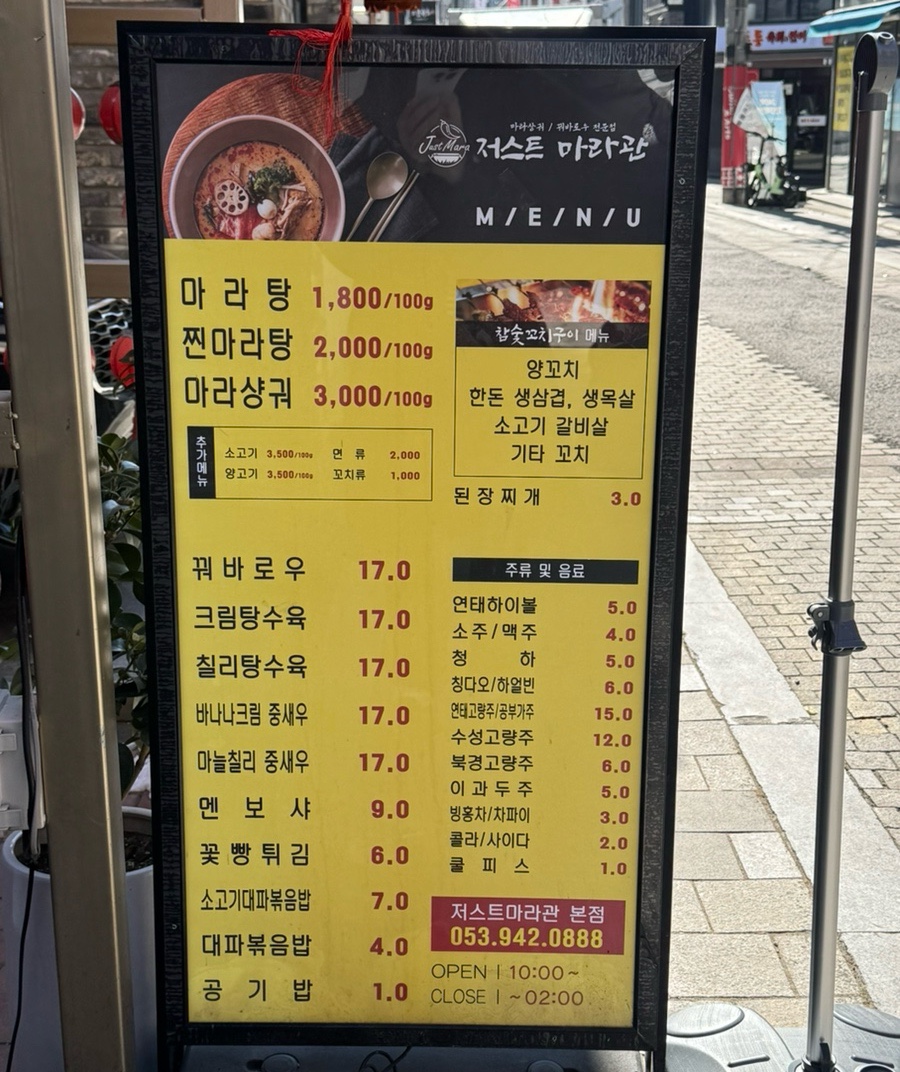 마라샹궈 / 꿔바로우 전문점
Just Mara
저스트 마라관
M/E/N/U
마라탕 1,800/100g
찐마라탕 2,000/100g
마라샹궈 3,000/100g
추가메뉴
소고기 3,500/100g 면류 2,000
양고기 3,500/100g 꼬치류 1,000
꿔바로우 17.0
크림탕수육 17.0
칠리탕수육 17.0
바나나크림 중새우 17.0
마늘칠리 중새우 17.0
멘보샤 9.0
꽃빵튀김 6.0
소고기대파볶음밥 7.0
대파볶음밥 4.0
공기밥 1.0
참숯꼬치구이 메뉴
양꼬치
한돈 생삼겹, 생목살
소고기 갈비살
기타 꼬치
된장찌개 3.0
주류 및 음료
연태하이볼 5.0
소주/맥주 4.0
청하 5.0
칭다오/하얼빈 6.0
연태고량주/공부가주 15.0
수성고량주 12.0
북경고량주 6.0
이과두주 5.0
빙홍차/차파이 3.0
콜라/사이다 2.0
쿨피스 1.0
저스트마라관 본점
053.942.0888
OPEN | 10:00~
CLOSE | ~02:00